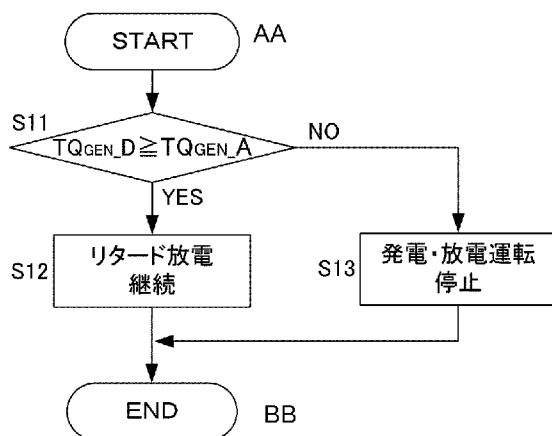 START
AA
S11
TQGEN_D≧TQGEN_A
NO
YES
S12
リタード放電
継続
S13
発電・放電運転
停止
END
BB